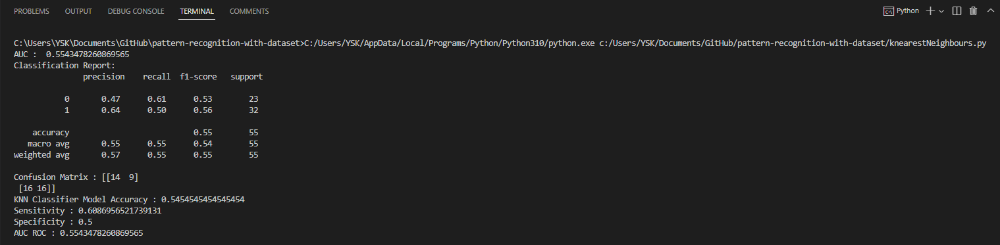 PROBLEMS OUTPUT DEBUG CONSOLE TERMINAL COMMENTS Python
C:\Users\YSK\Documents\GitHub\pattern-recognition-with-dataset>C:/Users/YSK/AppData/Local/Programs/Python/Python310/python.exe c:/Users/YSK/Documents/GitHub/pattern-recognition-with-dataset/knearestNeighbours.py
AUC :  0.5543478260869565
Classification Report:
              precision    recall  f1-score   support
           0       0.47      0.61      0.53        23
           1       0.64      0.50      0.56        32
    accuracy                           0.55        55
   macro avg       0.55      0.55      0.54        55
weighted avg       0.57      0.55      0.55        55
Confusion Matrix : [[14  9]
 [16 16]]
KNN Classifier Model Accuracy : 0.5454545454545454
Sensitivity : 0.6086956521739131
Specificity : 0.5
AUC ROC : 0.5543478260869565